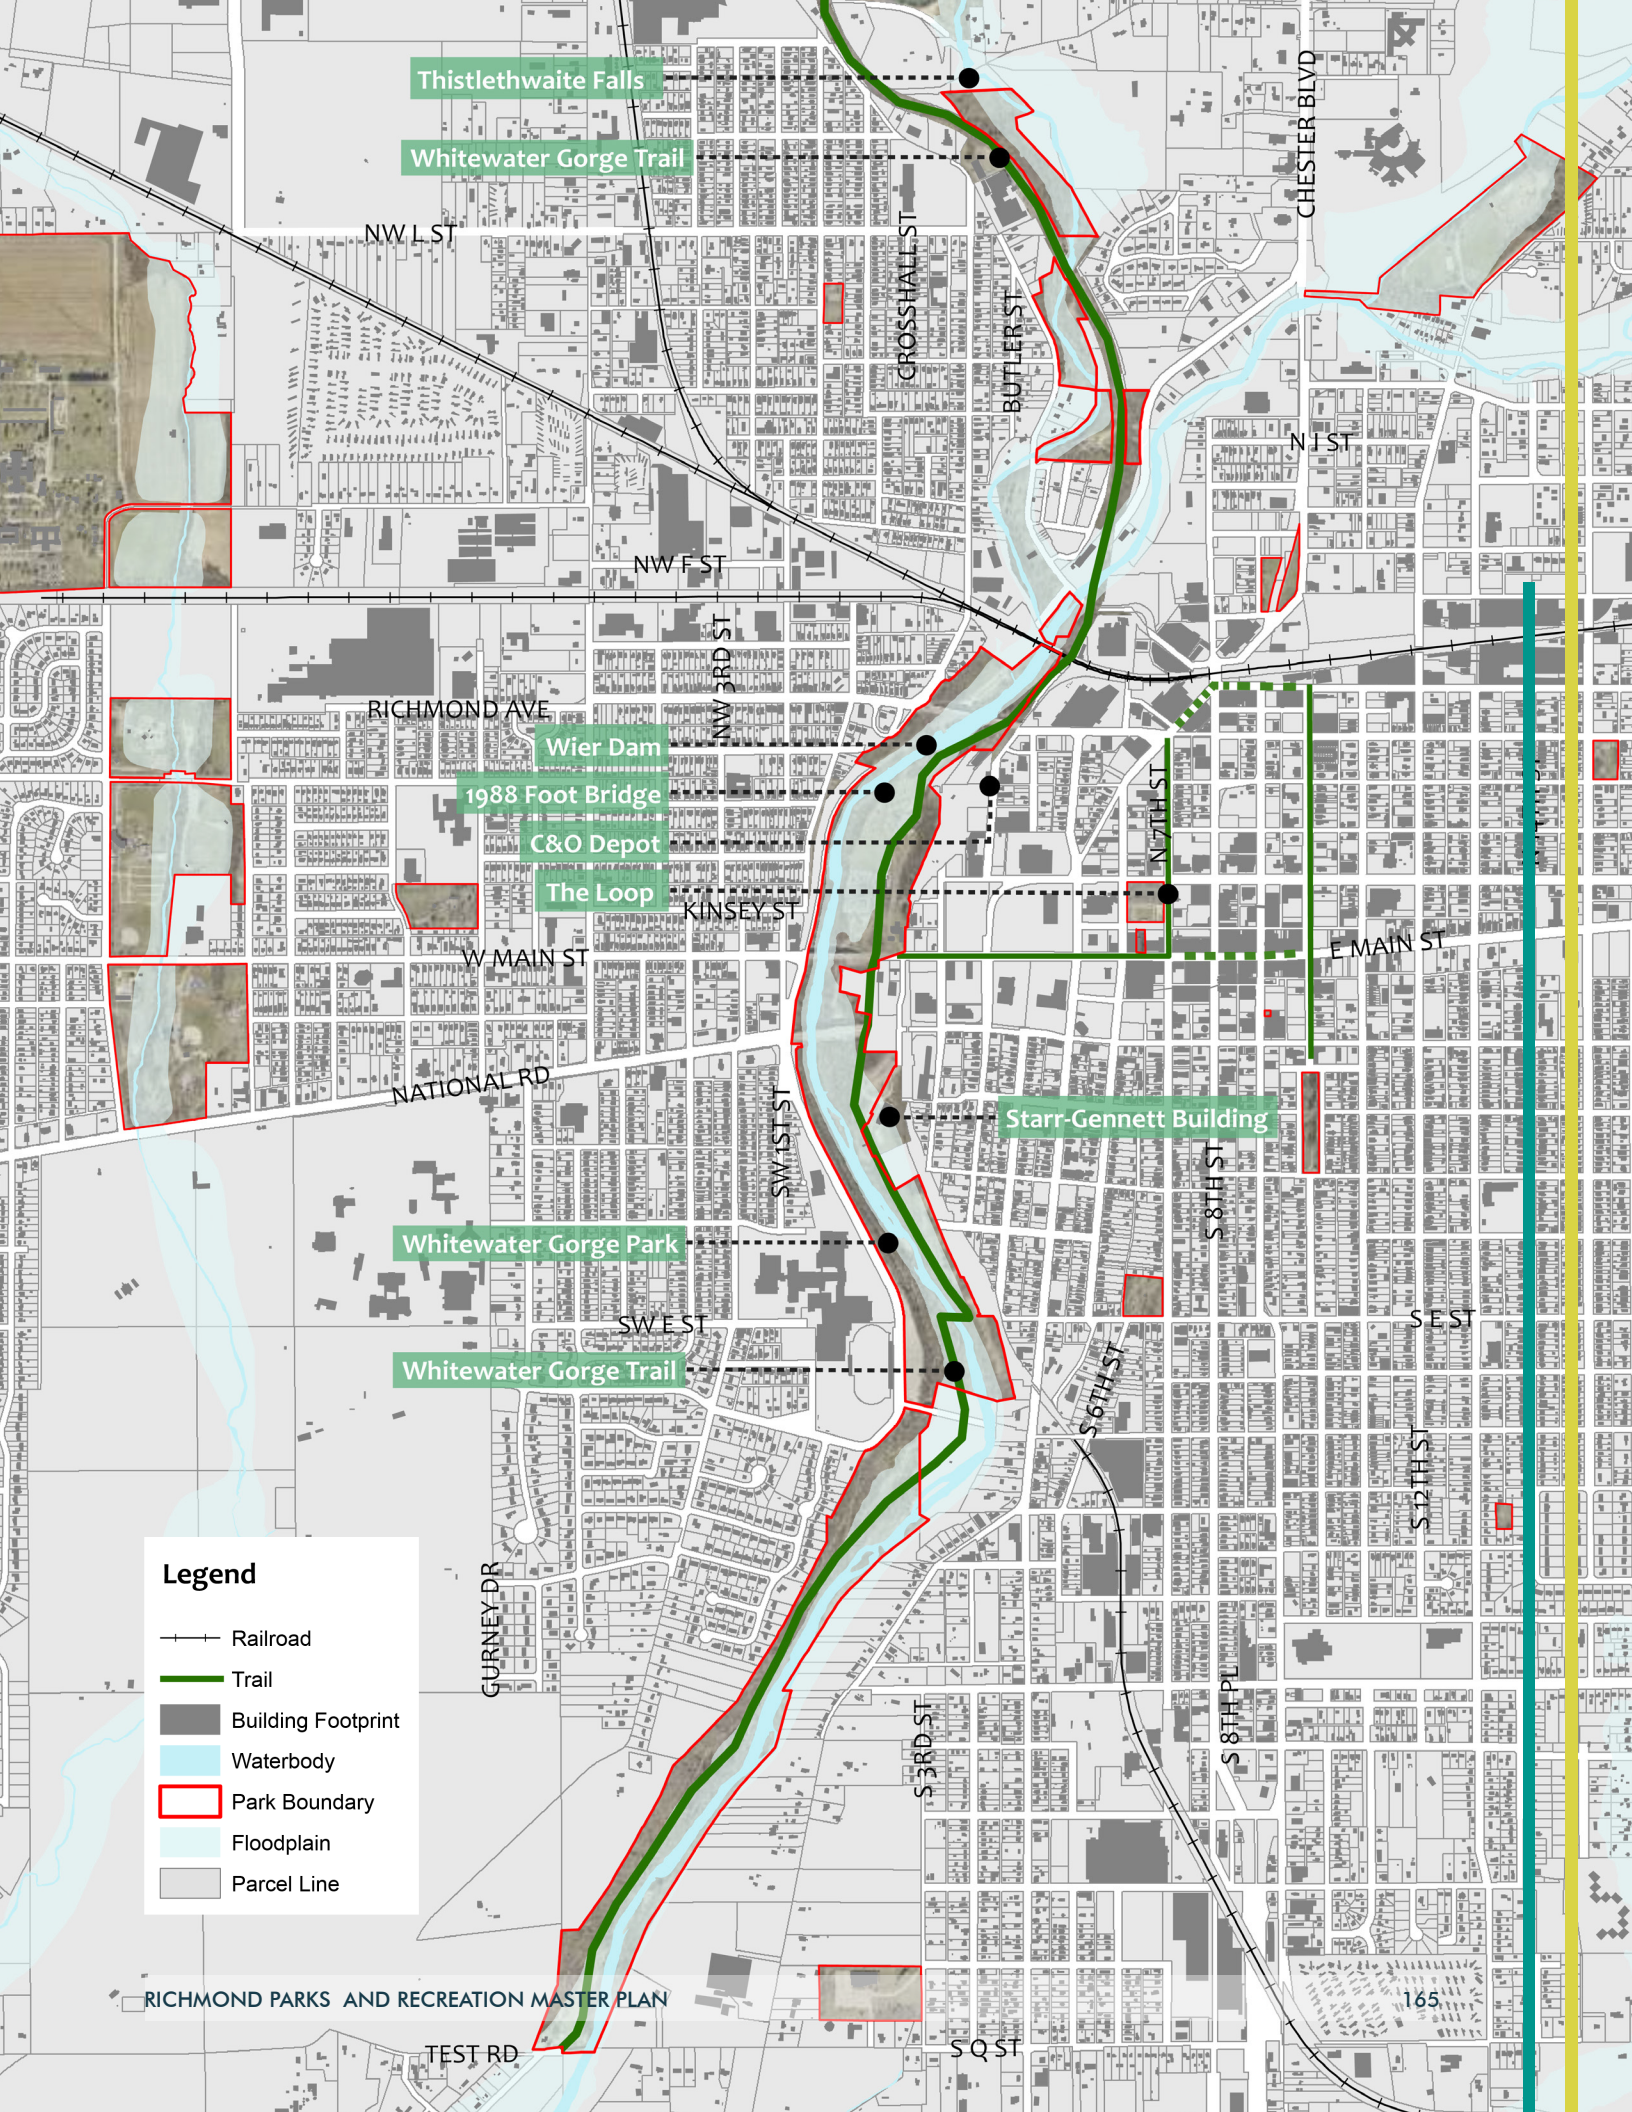 Thistlethwaite Falls
CHESTER BLVD
Whitewater Gorge Trail
NW L ST
CROSSHALL ST
BUTLER ST
N I ST
NW F ST
NW 3RD ST
RICHMOND AVE
Wier Dam
1988 Foot Bridge
N 7TH ST
C&O Depot
The Loop
KINSEY ST
W MAIN ST
E MAIN ST
NATIONAL RD
SW 1ST ST
Starr-Gennett Building
S 8TH ST
Whitewater Gorge Park
SW E ST
S E ST
Whitewater Gorge Trail
S 6TH ST
S 12TH ST
GURNEY DR
Legend
Railroad
Trail
Building Footprint
Waterbody
Park Boundary
Floodplain
Parcel Line
S 8TH PL
S 3RD ST
RICHMOND PARKS AND RECREATION MASTER PLAN
165
TEST RD
S Q ST